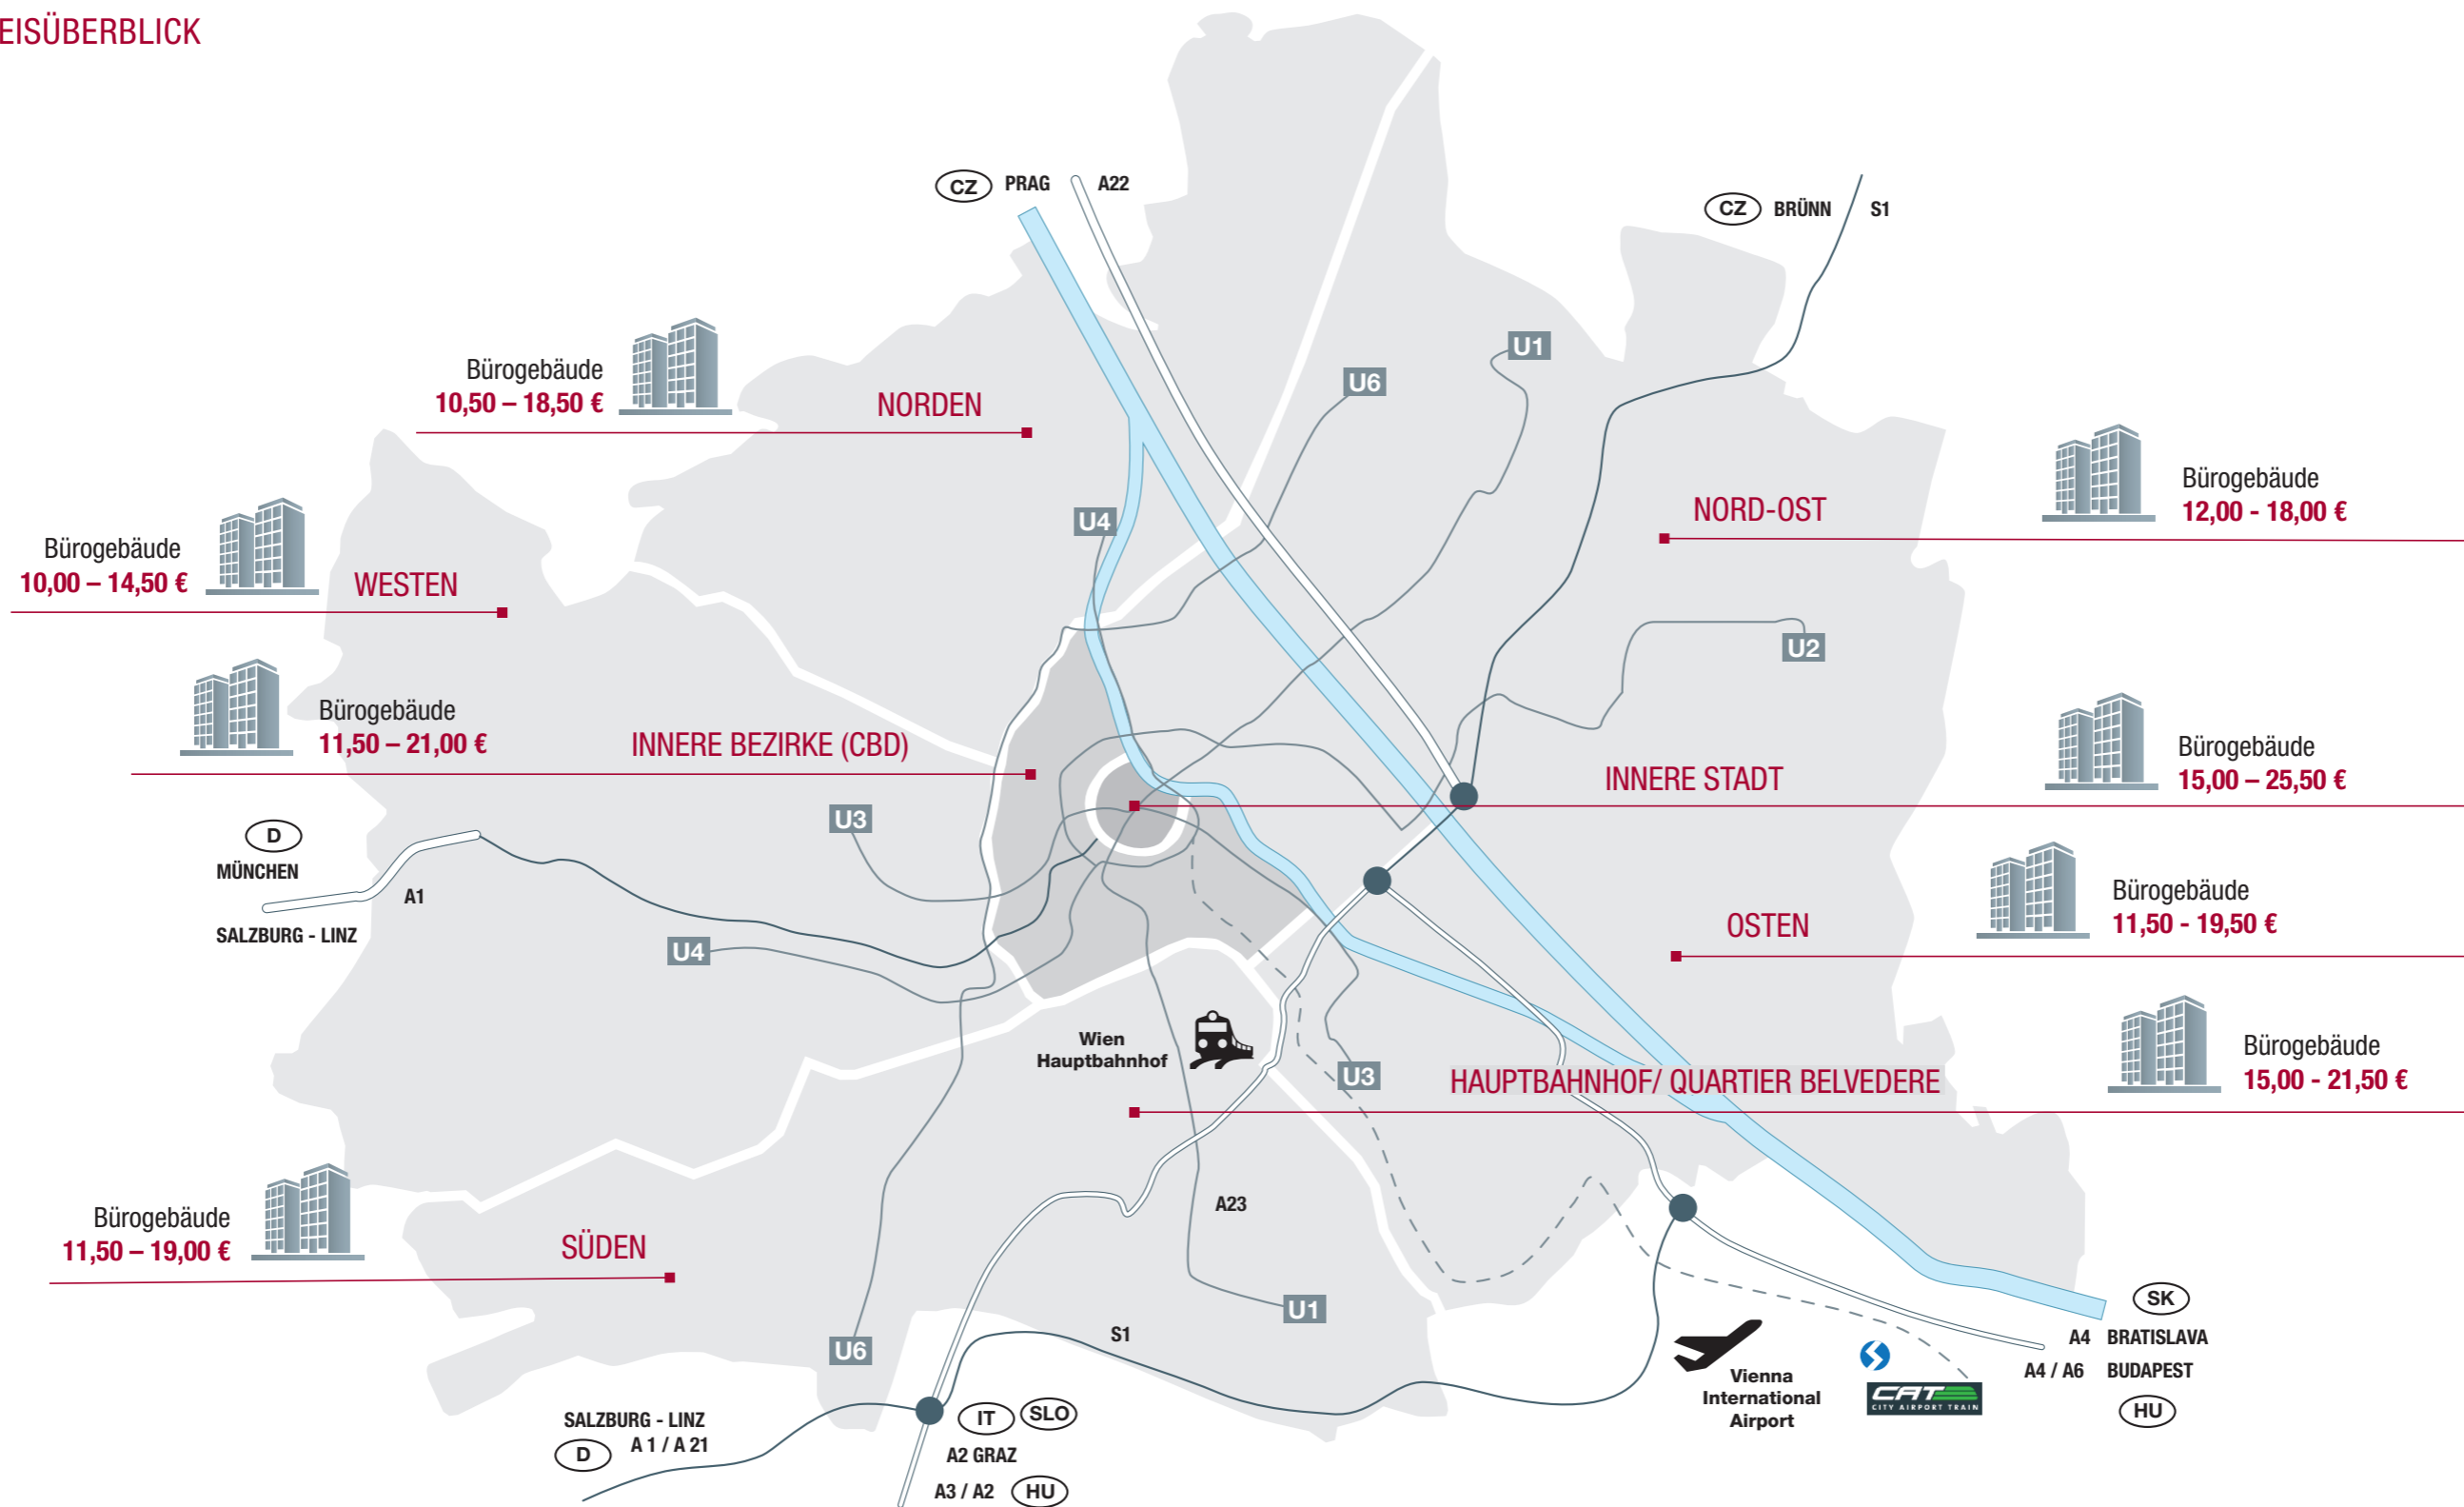 EISÜBERBLICK
CZ PRAG A22
CZ BRÜNN S1
U1
U6
Bürogebäude
10,50 – 18,50 €
NORDEN
Bürogebäude
12,00 - 18,00 €
NORD-OST
U4
Bürogebäude
10,00 – 14,50 €
WESTEN
U2
Bürogebäude
11,50 – 21,00 €
INNERE BEZIRKE (CBD)
Bürogebäude
15,00 – 25,50 €
INNERE STADT
U3
D
MÜNCHEN
A1
SALZBURG - LINZ
Bürogebäude
11,50 - 19,50 €
OSTEN
U4
Wien
Hauptbahnhof
U3
HAUPTBAHNHOF/ QUARTIER BELVEDERE
Bürogebäude
15,00 - 21,50 €
Bürogebäude
11,50 – 19,00 €
SÜDEN
A23
U1
S1
U6
SK
A4 BRATISLAVA
A4 / A6 BUDAPEST
HU
Vienna
International
Airport
CAT
CITY AIRPORT TRAIN
SALZBURG - LINZ
D A 1 / A 21
IT SLO
A2 GRAZ
A3 / A2 HU